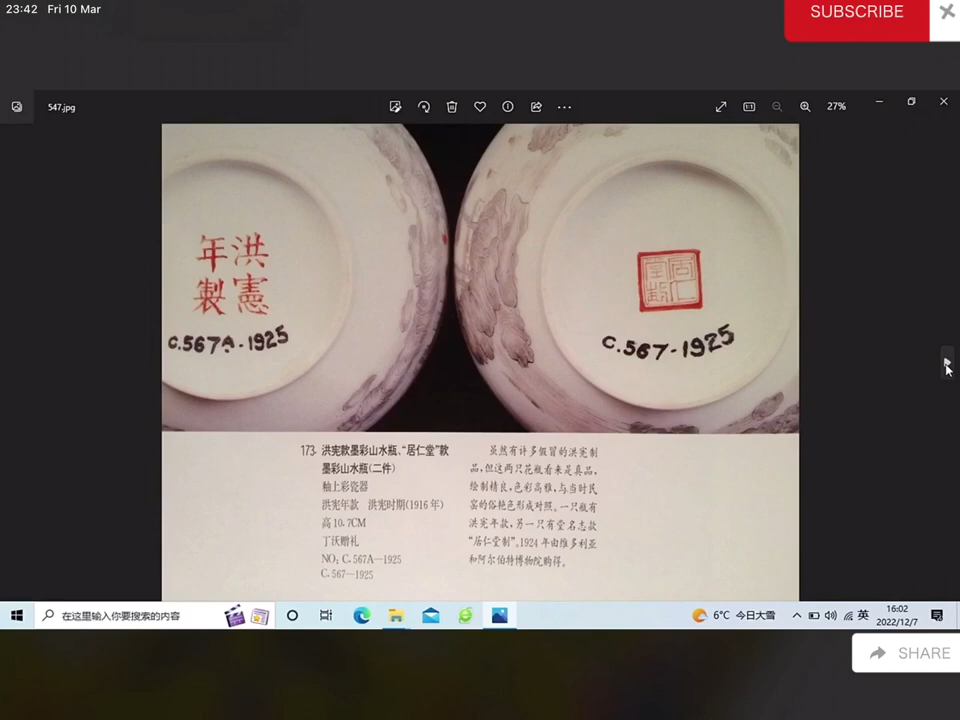 23:42 Fri 10 Mar
SUBSCRIBE
547.jpg
27%
年洪
製憲
C.567A-1925
居仁
堂製
C.567-1925
173. 洪宪款墨彩山水瓶、“居仁堂”款
墨彩山水瓶(二件)
釉上彩瓷器
洪宪年款 洪宪时期(1916年)
高10.7CM
丁沃赠礼
NO: C.567A—1925
C.567—1925
虽然有许多假冒的洪宪制
品,但这两只花瓶看来是真品,
绘制精良,色彩高雅,与当时民
窑的俗艳色形成对照。一只瓶有
洪宪年款,另一只有堂名志款
“居仁堂制”。1924年由维多利亚
和阿尔伯特博物院购得。
在这里输入你要搜索的内容
6°C 今日大雪
英
16:02
2022/12/7
SHARE